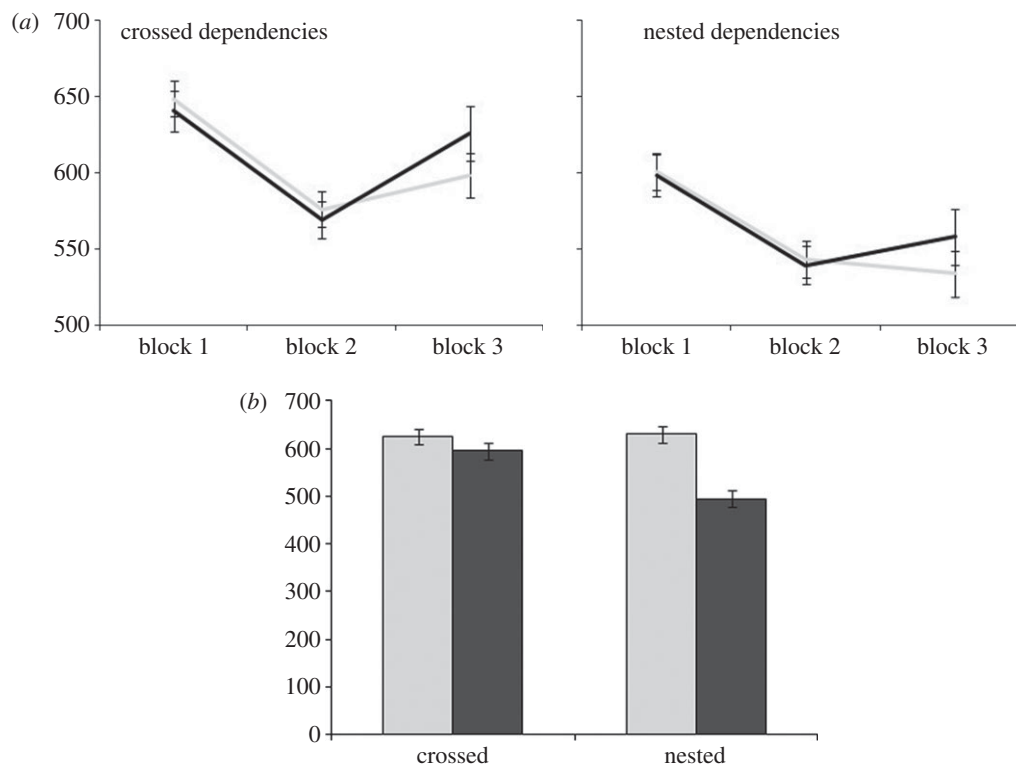 (a)
700
650
600
550
500
crossed dependencies
block 1 block 2 block 3
nested dependencies
block 1 block 2 block 3
(b)
700
600
500
400
300
200
100
0
crossed nested